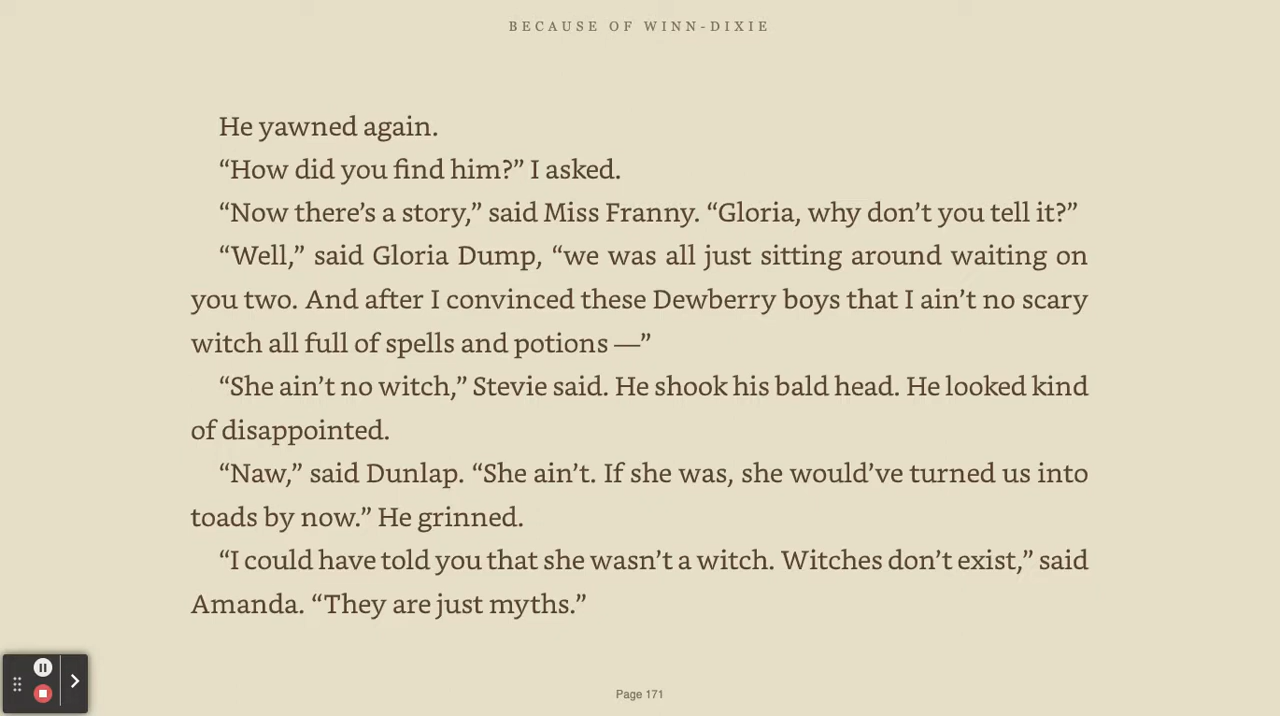 BECAUSE OF WINN-DIXIE
He yawned again.
“How did you find him?” I asked.
“Now there’s a story,” said Miss Franny. “Gloria, why don’t you tell it?”
“Well,” said Gloria Dump, “we was all just sitting around waiting on
you two. And after I convinced these Dewberry boys that I ain’t no scary
witch all full of spells and potions —”
“She ain’t no witch,” Stevie said. He shook his bald head. He looked kind
of disappointed.
“Naw,” said Dunlap. “She ain’t. If she was, she would’ve turned us into
toads by now.” He grinned.
“I could have told you that she wasn’t a witch. Witches don’t exist,” said
Amanda. “They are just myths.”
Page 171